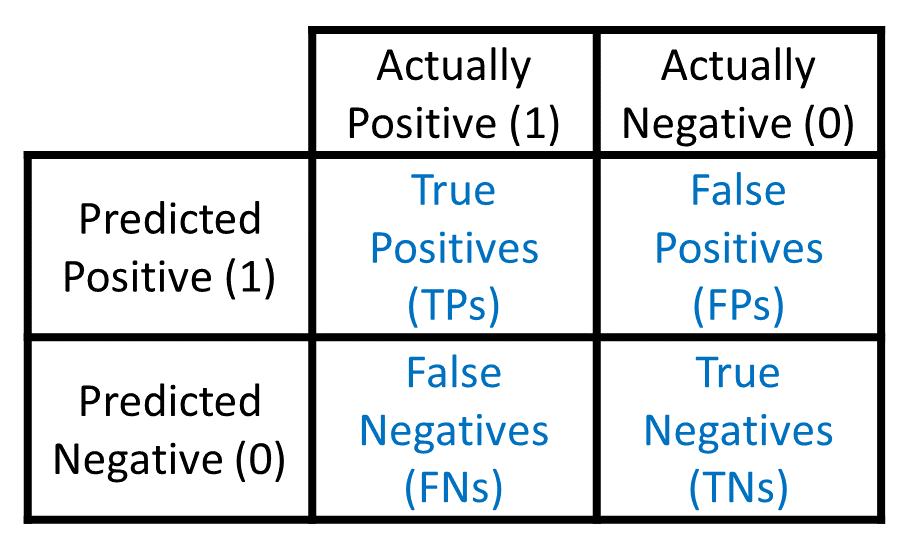 Actually
Positive (1)
Actually
Negative (0)
Predicted
Positive (1)
True
Positives
(TPs)
False
Positives
(FPs)
Predicted
Negative (0)
False
Negatives
(FNs)
True
Negatives
(TNs)